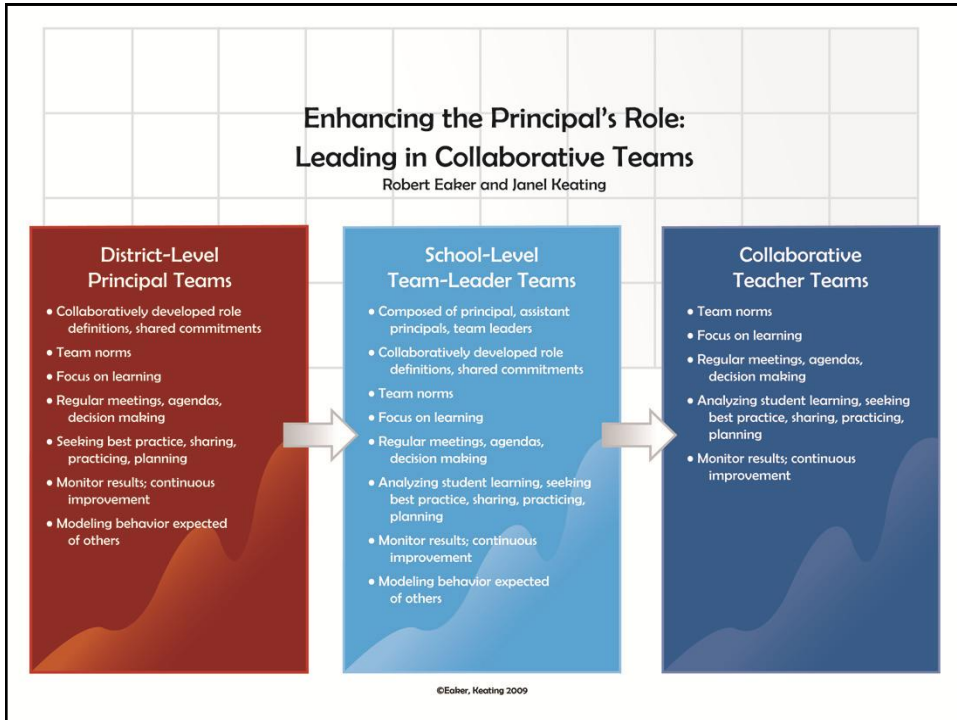 Enhancing the Principal's Role:
Leading in Collaborative Teams
Robert Eaker and Janel Keating
District-Level
Principal Teams
• Collaboratively developed role
definitions, shared commitments
• Team norms
• Focus on learning
• Regular meetings, agendas,
decision making
• Seeking best practice, sharing,
practicing, planning
• Monitor results; continuous
improvement
• Modeling behavior expected
of others
School-Level
Team-Leader Teams
• Composed of principal, assistant
principals, team leaders
• Collaboratively developed role
definitions, shared commitments
• Team norms
• Focus on learning
• Regular meetings, agendas,
decision making
• Analyzing student learning, seeking
best practice, sharing, practicing,
planning
• Monitor results; continuous
improvement
• Modeling behavior expected
of others
Collaborative
Teacher Teams
• Team norms
• Focus on learning
• Regular meetings, agendas,
decision making
• Analyzing student learning, seeking
best practice, sharing, practicing,
planning
• Monitor results; continuous
improvement
©Eaker, Keating 2009